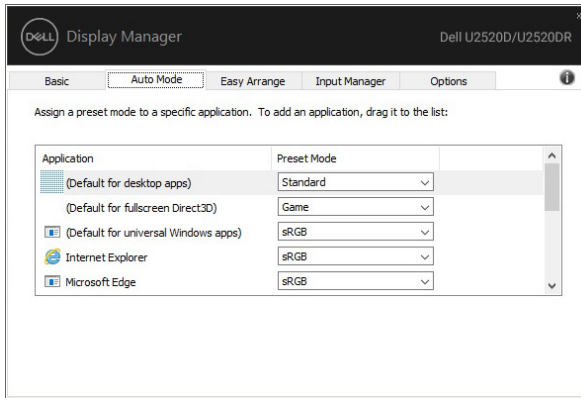 DELL Display Manager Dell U2520D/U2520DR
Basic Auto Mode Easy Arrange Input Manager Options
Assign a preset mode to a specific application. To add an application, drag it to the list:
Application Preset Mode
(Default for desktop apps) Standard
(Default for fullscreen Direct3D) Game
(Default for universal Windows apps) sRGB
Internet Explorer sRGB
Microsoft Edge sRGB